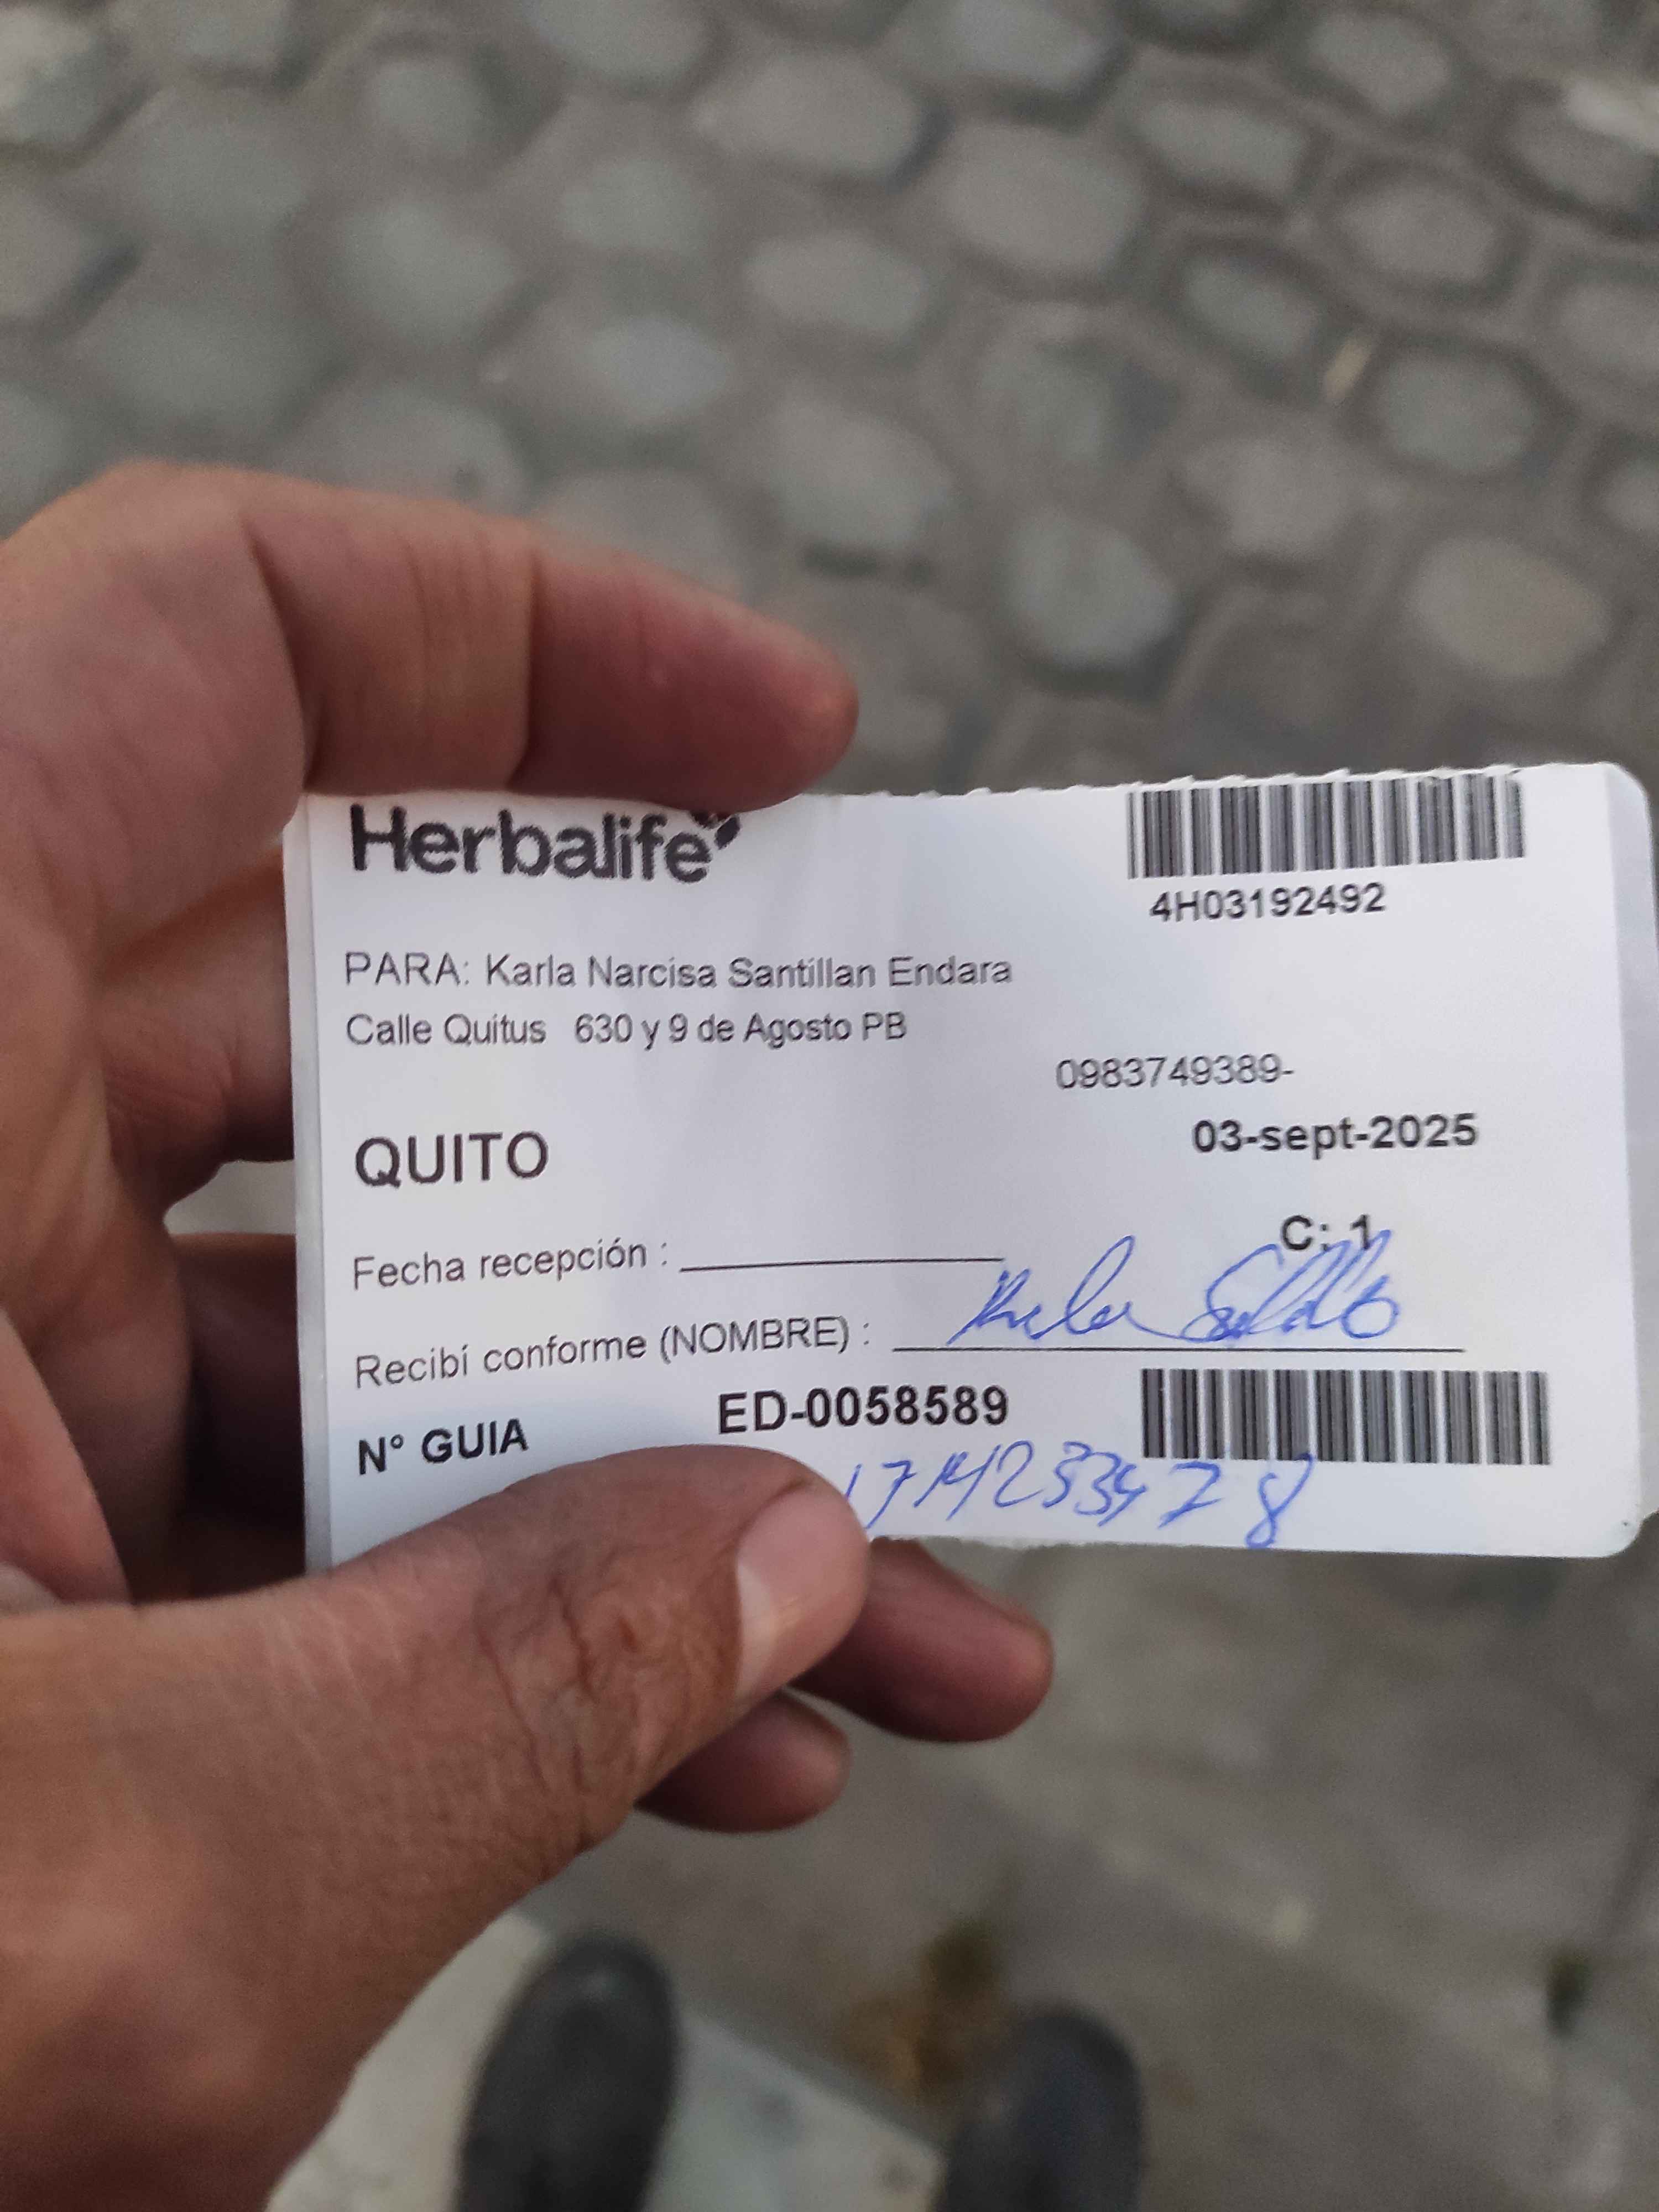 Herbalife
4H03192492
PARA: Karla Narcisa Santillan Endara
Calle Quitus 630 y 9 de Agosto PB
0983749389-
QUITO
03-sept-2025
C: 1
Fecha recepción :
Recibí conforme (NOMBRE) :
N° GUIA ED-0058589
1714233478